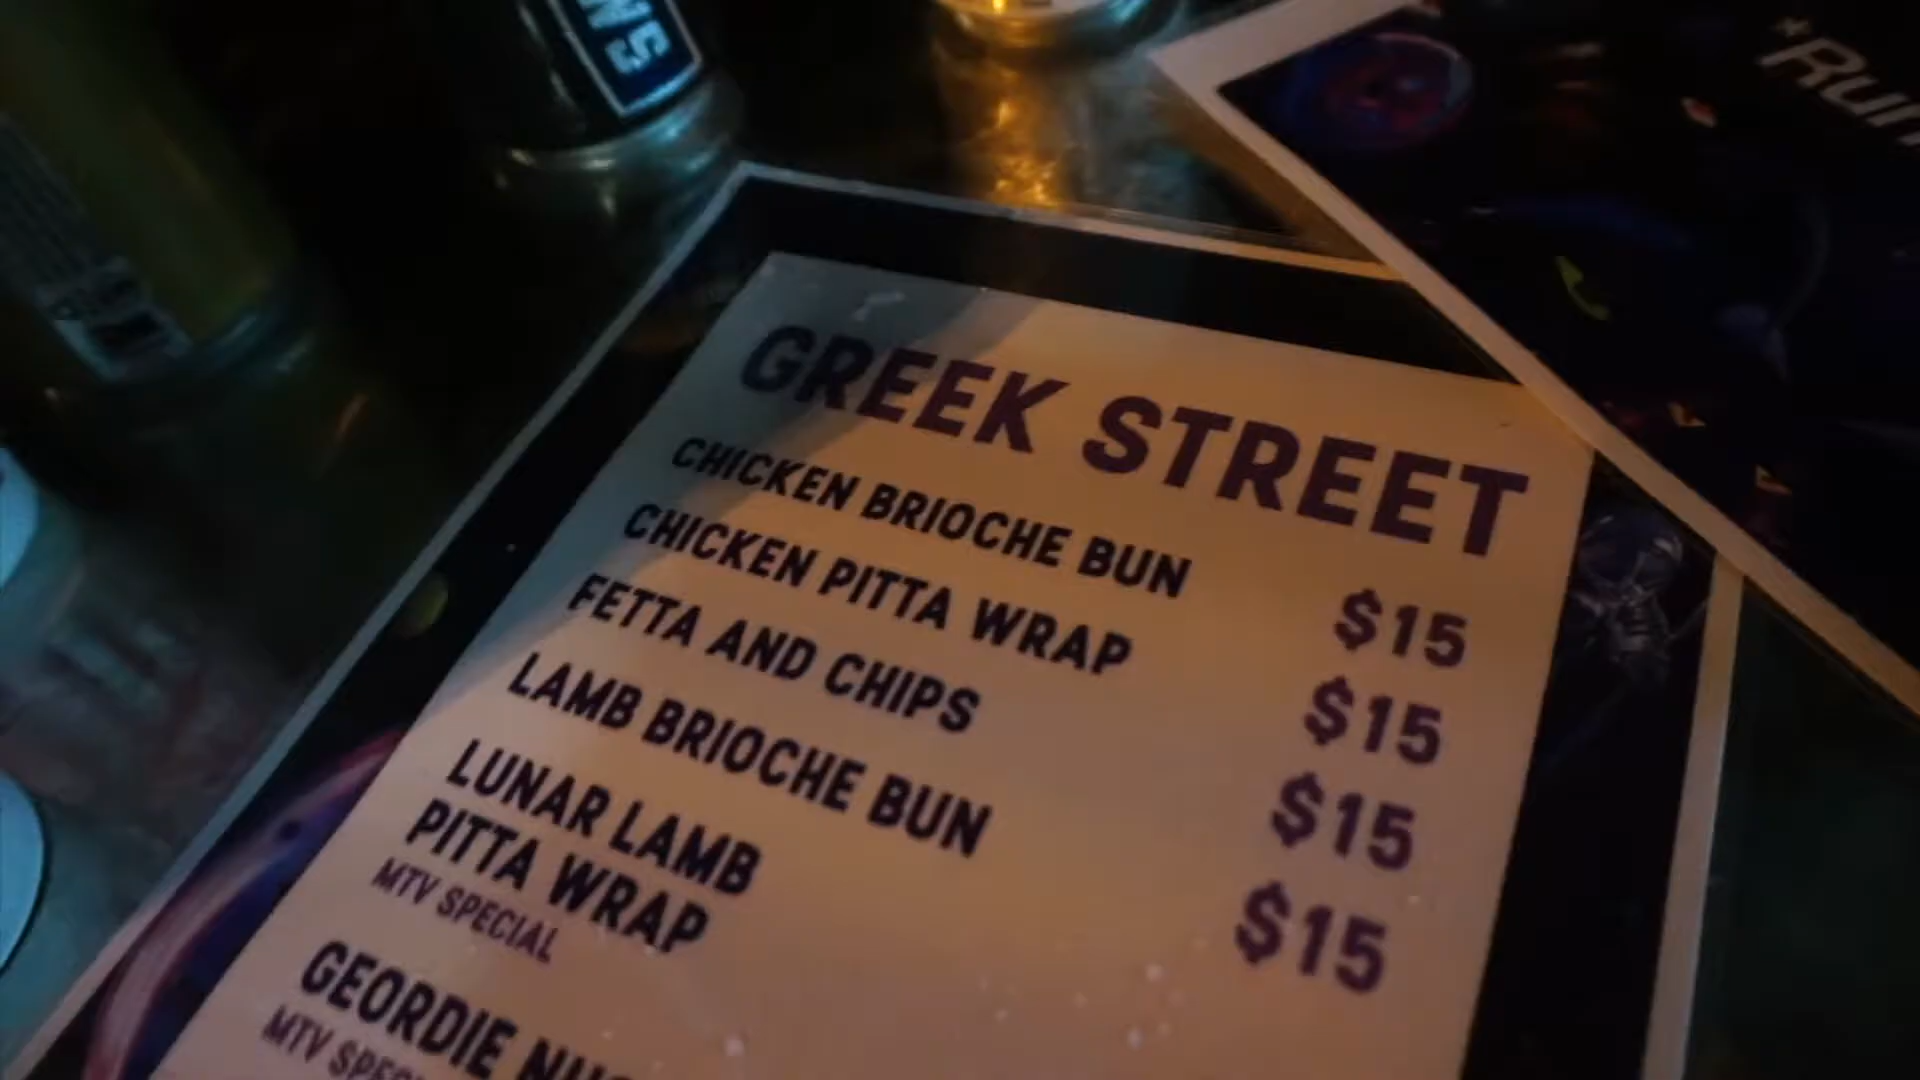 GREEK STREET
CHICKEN BRIOCHE BUN $15
CHICKEN PITTA WRAP $15
FETTA AND CHIPS $15
LAMB BRIOCHE BUN $15
LUNAR LAMB
PITTA WRAP
MTV SPECIAL
GEORDIE
MTV